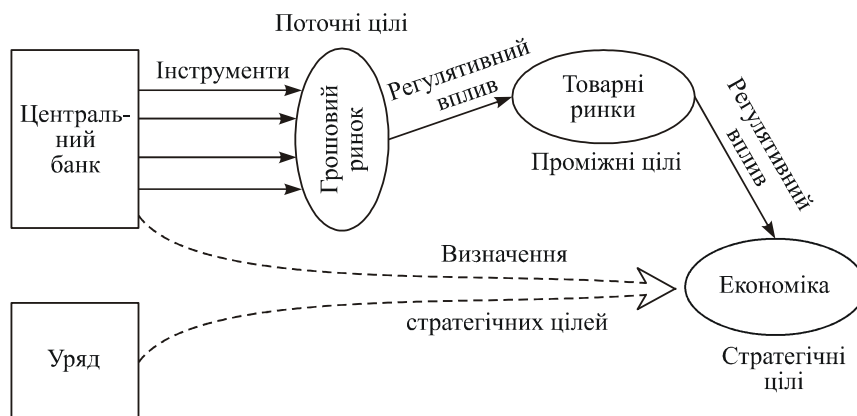 Поточні цілі
Інструменти
Централь-
ний
банк
Грошовий
ринок
Регулятивний
вплив
Товарні
ринки
Проміжні цілі
Регулятивний
вплив
Визначення
стратегічних цілей
Економіка
Стратегічні
цілі
Уряд